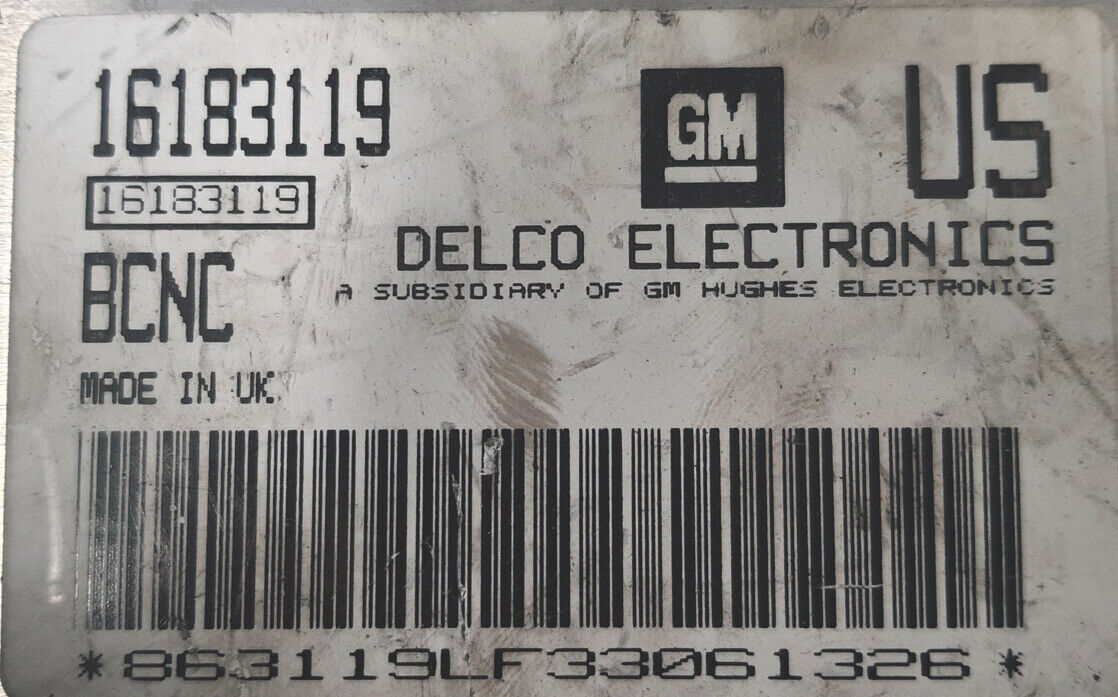 16183119
GM
US
16183119
DELCO ELECTRONICS
A SUBSIDIARY OF GM HUGHES ELECTRONICS
BCNC
MADE IN UK
*863119LF33061326*